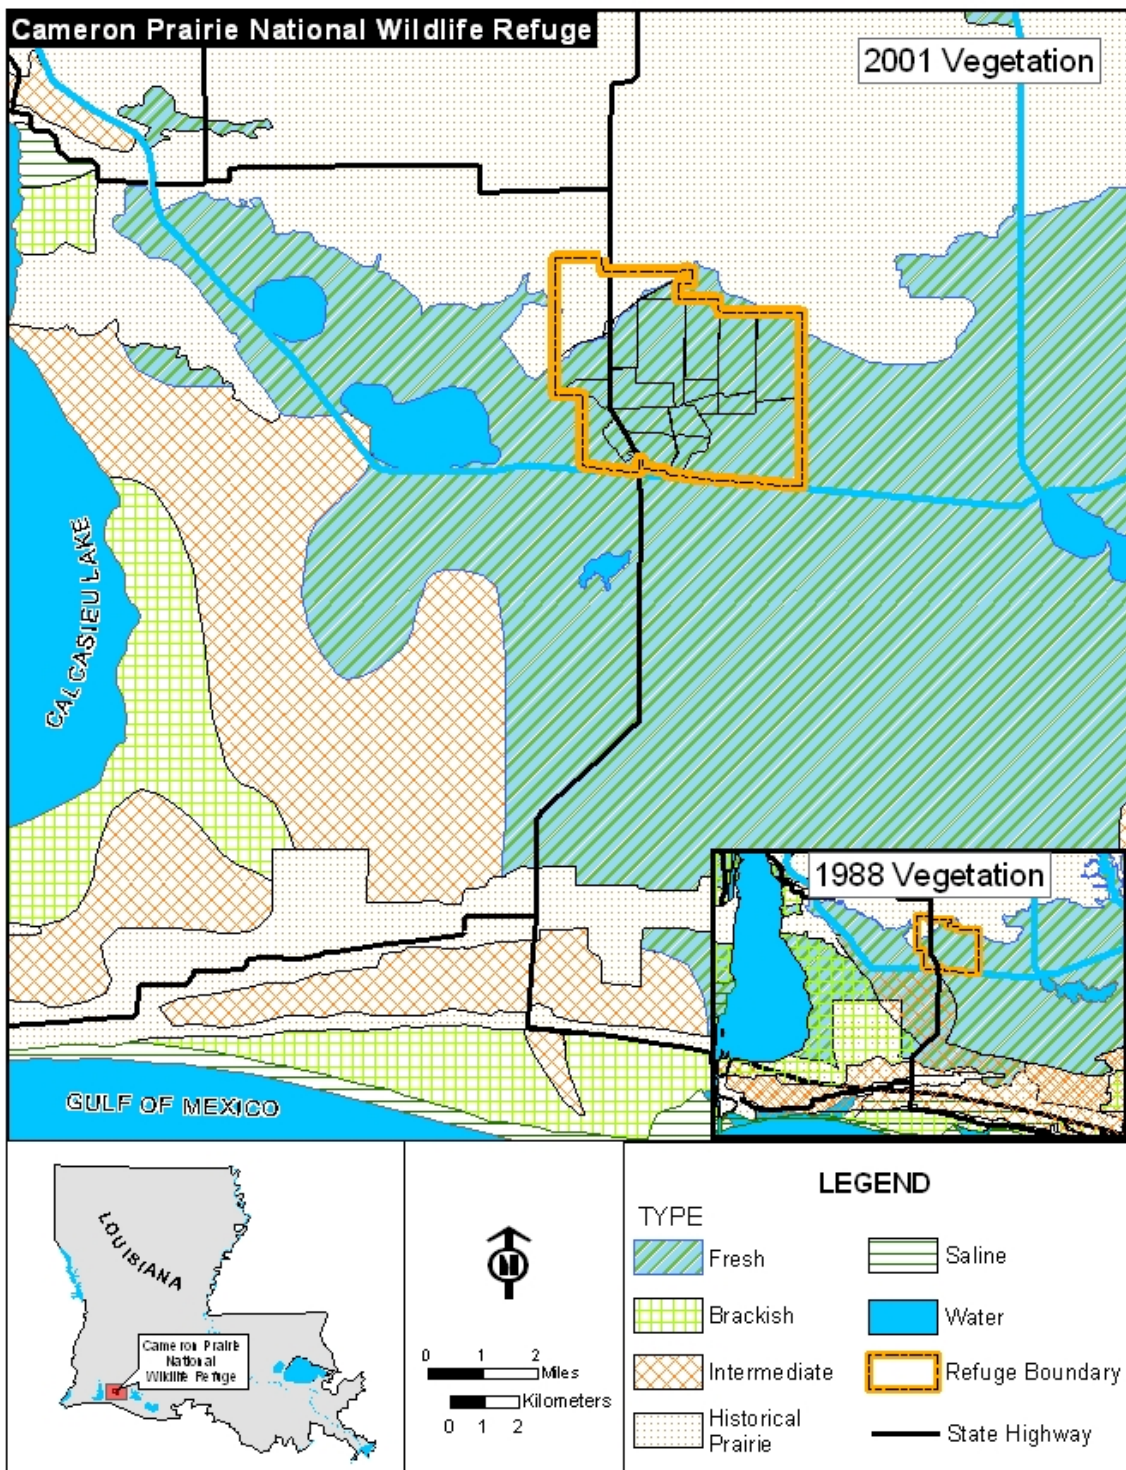 Cameron Prairie National Wildlife Refuge
2001 Vegetation
CALCASIEU LAKE
1988 Vegetation
GULF OF MEXICO
LOUISIANA
Cameron Prairie
National
Wildlife Refuge
N
0 1 2
Miles
Kilometers
0 1 2
LEGEND
TYPE
Fresh
Saline
Brackish
Water
Intermediate
Refuge Boundary
Historical
Prairie
State Highway